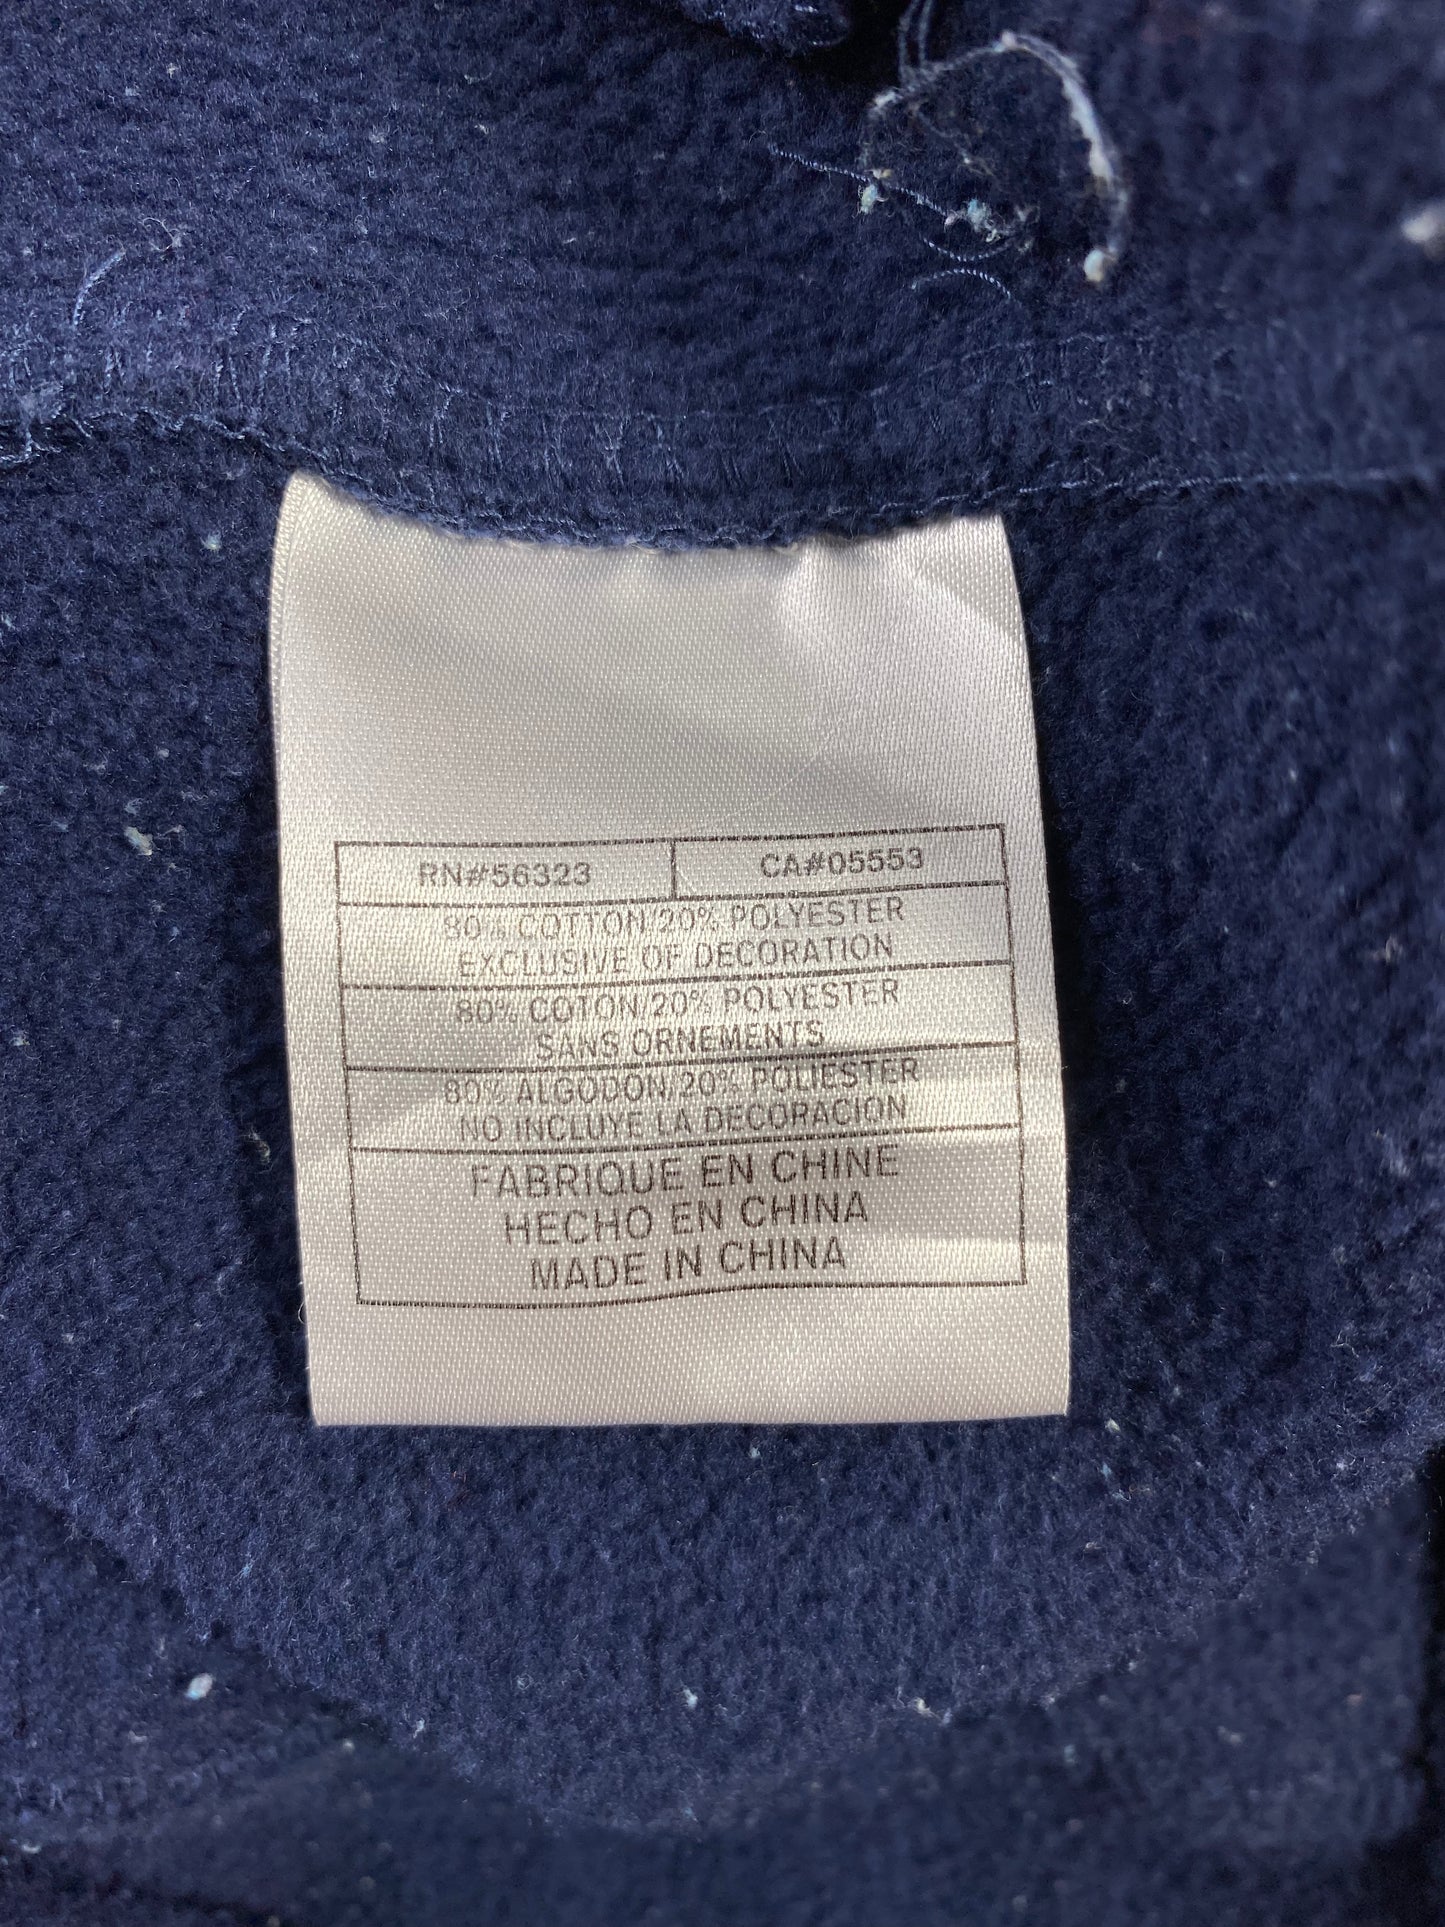 RN#56323 CA#05553
80% COTTON/20% POLYESTER
EXCLUSIVE OF DECORATION
80% COTON/20% POLYESTER
SANS ORNEMENTS
80% ALGODON/20% POLIESTER
NO INCLUYE LA DECORACION
FABRIQUE EN CHINE
HECHO EN CHINA
MADE IN CHINA